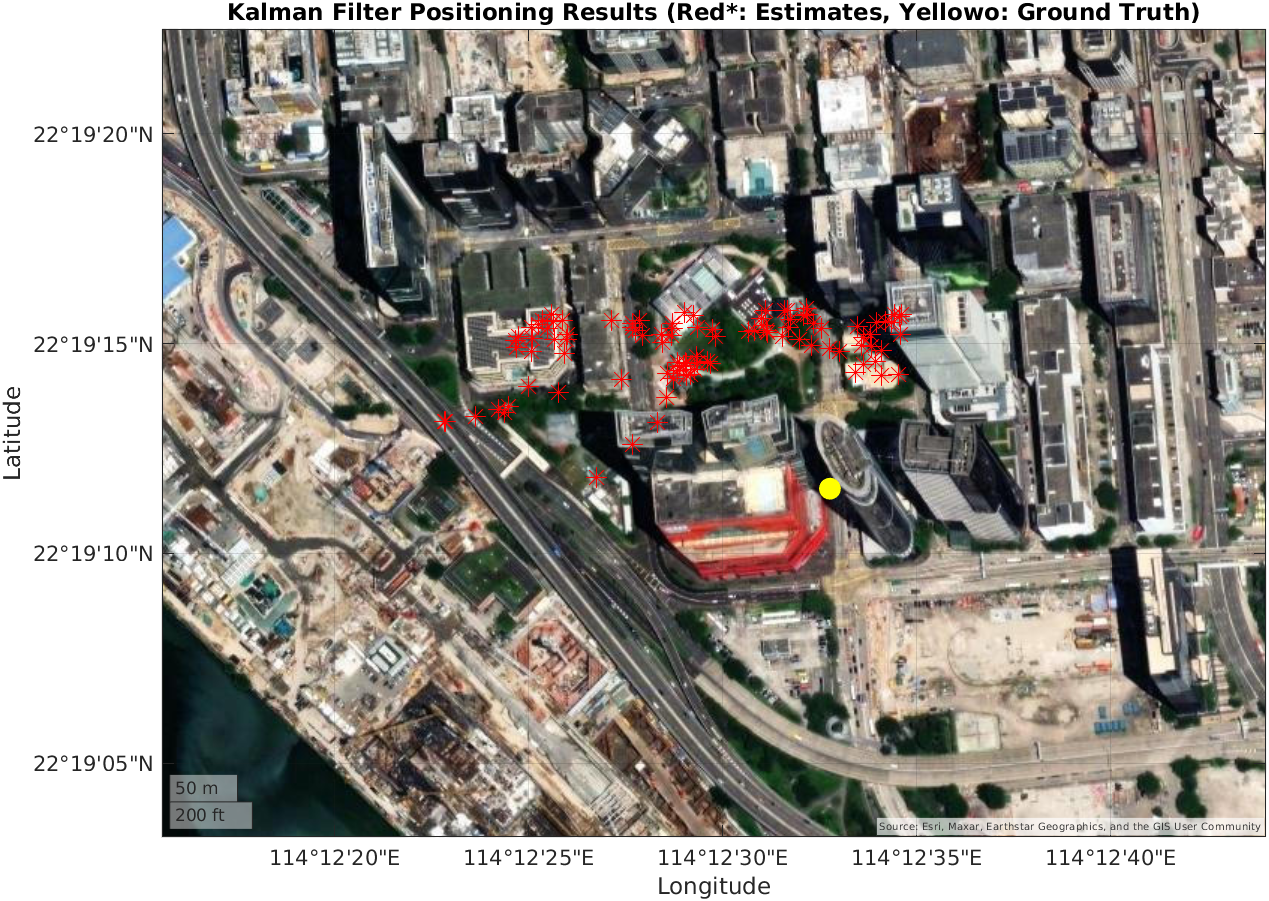 Kalman Filter Positioning Results (Red*: Estimates, Yellowo: Ground Truth)
22°19'20"N
22°19'15"N
22°19'10"N
22°19'05"N
Latitude
50 m
200 ft
Source: Esri, Maxar, Earthstar Geographics, and the GIS User Community
114°12'20"E
114°12'25"E
114°12'30"E
114°12'35"E
114°12'40"E
Longitude